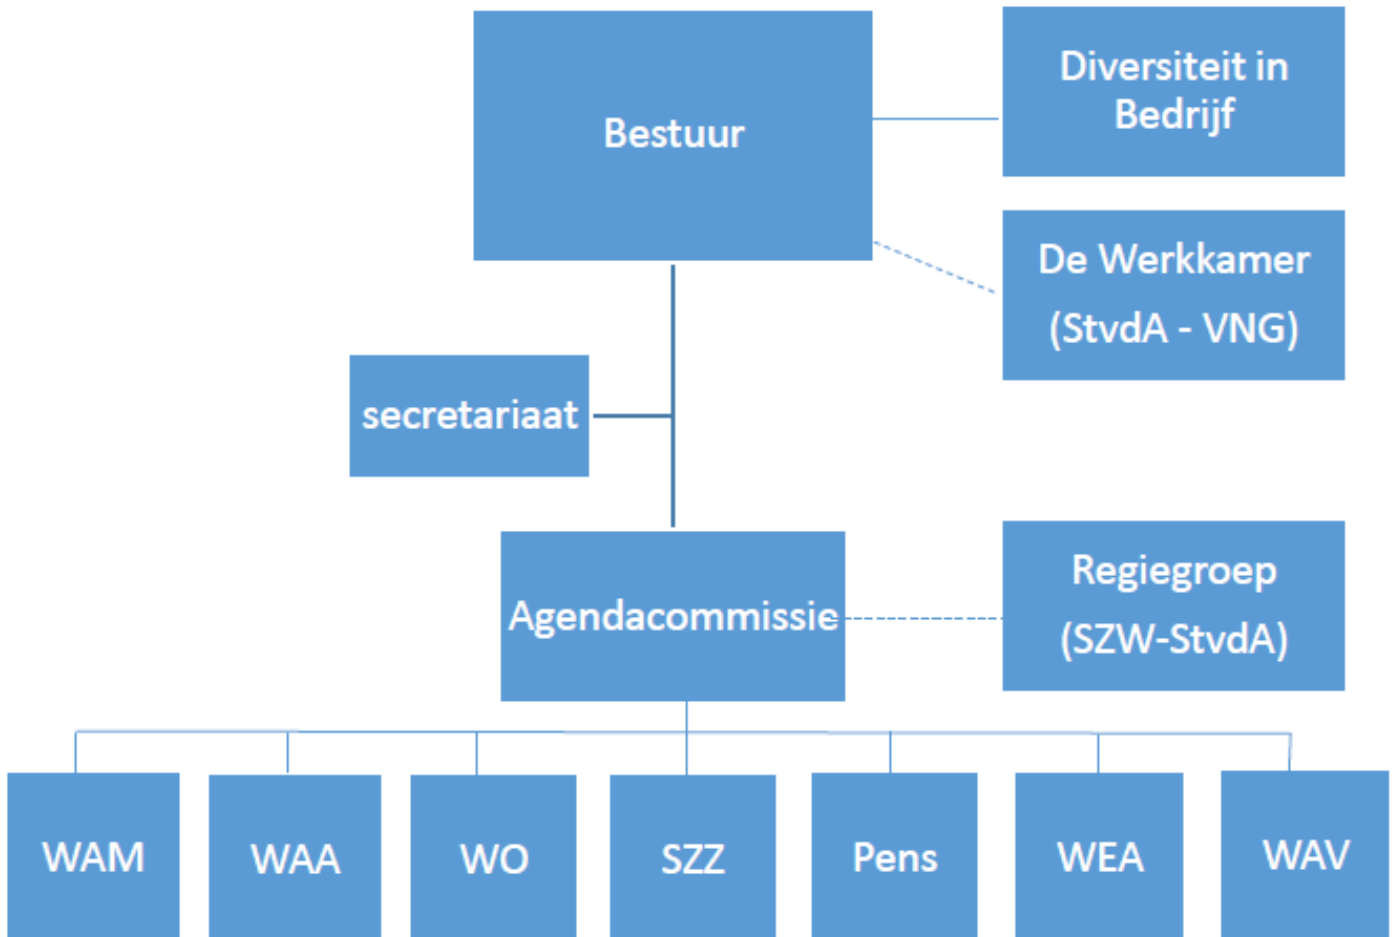 Bestuur
Diversiteit in
Bedrijf
De Werkkamer
(StvdA - VNG)
secretariaat
Agendacommissie
Regiegroep
(SZW-StvdA)
WAM
WAA
WO
SZZ
Pens
WEA
WAV